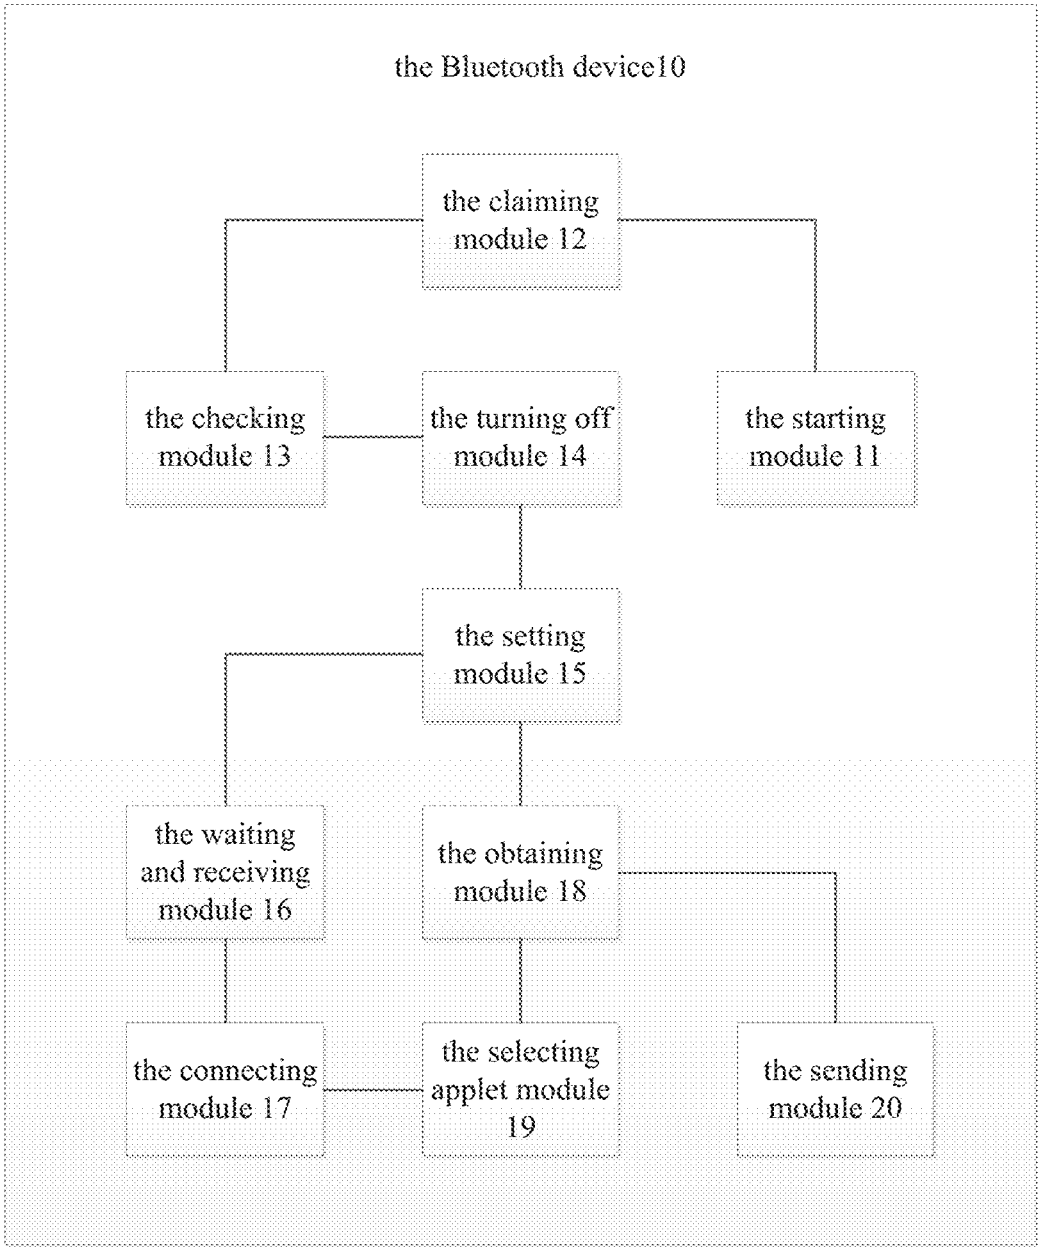 the Bluetooth device10
the claiming
module 12
the checking
module 13
the turning off
module 14
the starting
module 11
the setting
module 15
the waiting
and receiving
module 16
the obtaining
module 18
the connecting
module 17
the selecting
applet module
19
the sending
module 20